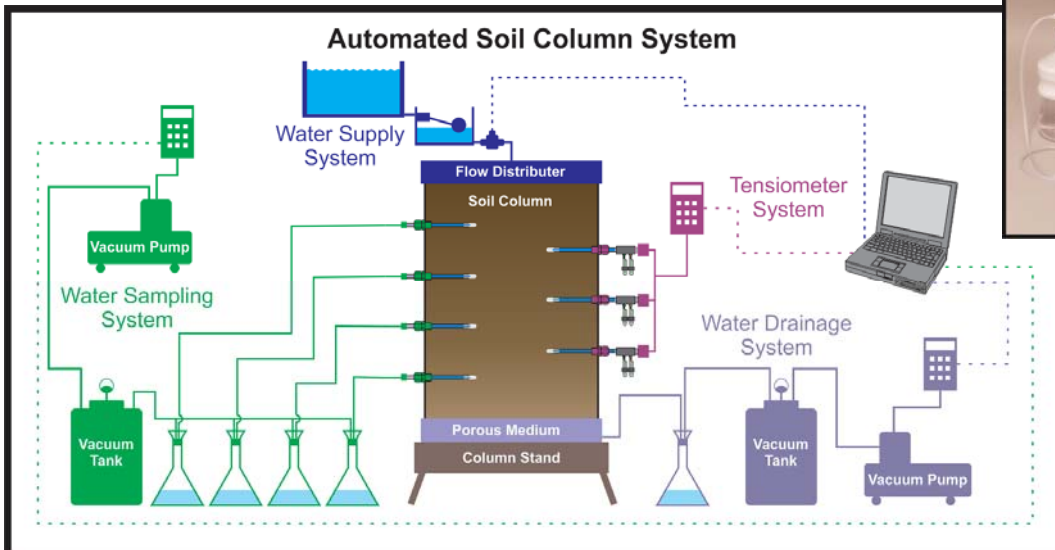 Automated Soil Column System
Water Supply
System
Flow Distributer
Soil Column
Tensiometer
System
Vacuum Pump
Water Sampling
System
Water Drainage
System
Vacuum
Tank
Porous Medium
Column Stand
Vacuum
Tank
Vacuum Pump